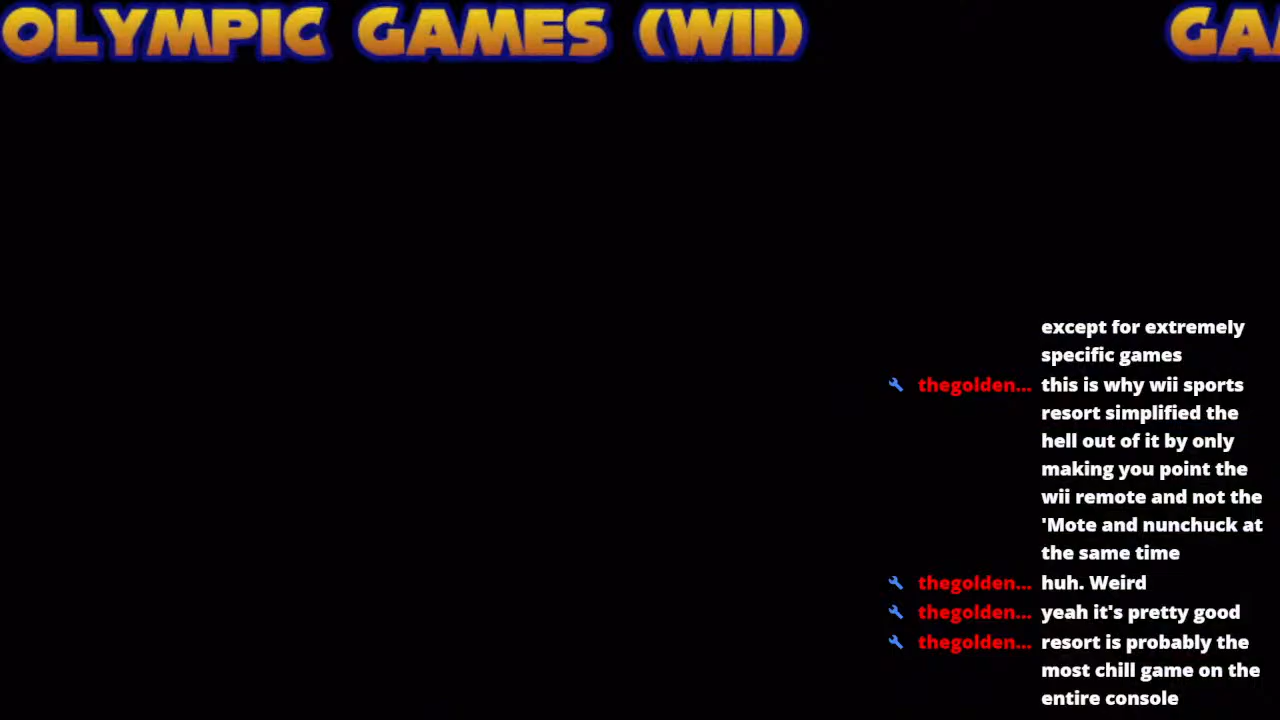 OLYMPIC GAMES (WII) GA
except for extremely
specific games
thegolden... this is why wii sports
resort simplified the
hell out of it by only
making you point the
wii remote and not the
'Mote and nunchuck at
the same time
thegolden... huh. Weird
thegolden... yeah it's pretty good
thegolden... resort is probably the
most chill game on the
entire console